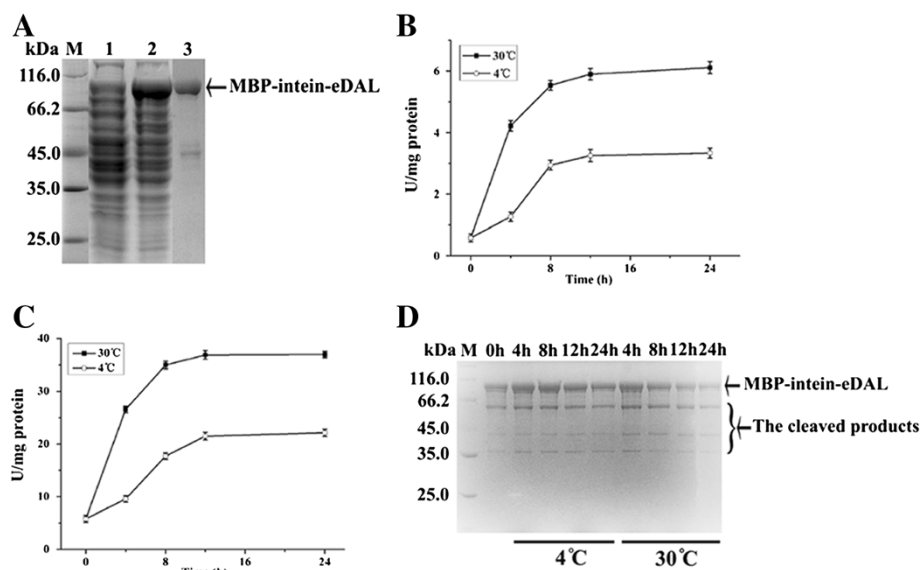 A
kDa M 1 2 3
116.0
66.2
45.0
35.0
25.0
MBP-intein-eDAL
B
30℃
4℃
U/mg protein
6
4
2
0
0 8 16 24
Time (h)
C
30℃
4℃
U/mg protein
40
30
20
10
0
0 8 16 24
Time (h)
D
kDa M 0h 4h 8h 12h 24h 4h 8h 12h 24h
116.0
66.2
45.0
35.0
25.0
MBP-intein-eDAL
The cleaved products
4℃ 30℃